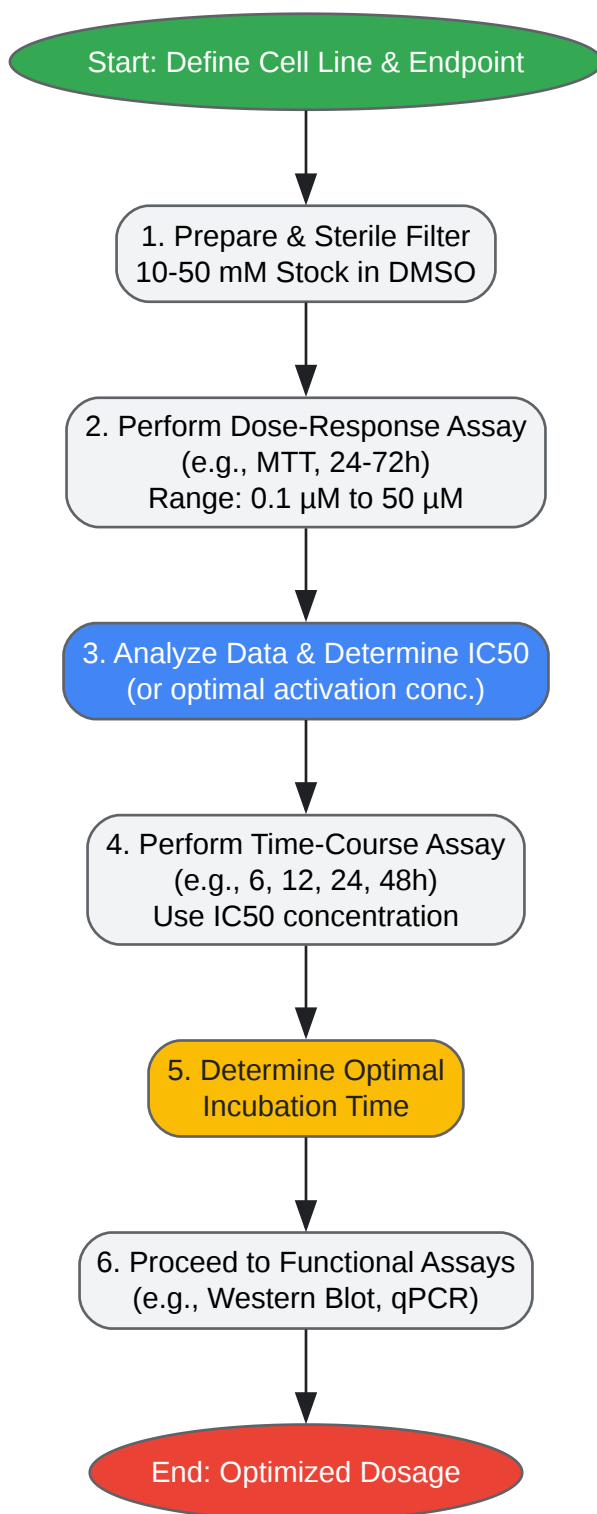 Start: Define Cell Line & Endpoint
1. Prepare & Sterile Filter
10-50 mM Stock in DMSO
2. Perform Dose-Response Assay
(e.g., MTT, 24-72h)
Range: 0.1 µM to 50 µM
3. Analyze Data & Determine IC50
(or optimal activation conc.)
4. Perform Time-Course Assay
(e.g., 6, 12, 24, 48h)
Use IC50 concentration
5. Determine Optimal
Incubation Time
6. Proceed to Functional Assays
(e.g., Western Blot, qPCR)
End: Optimized Dosage